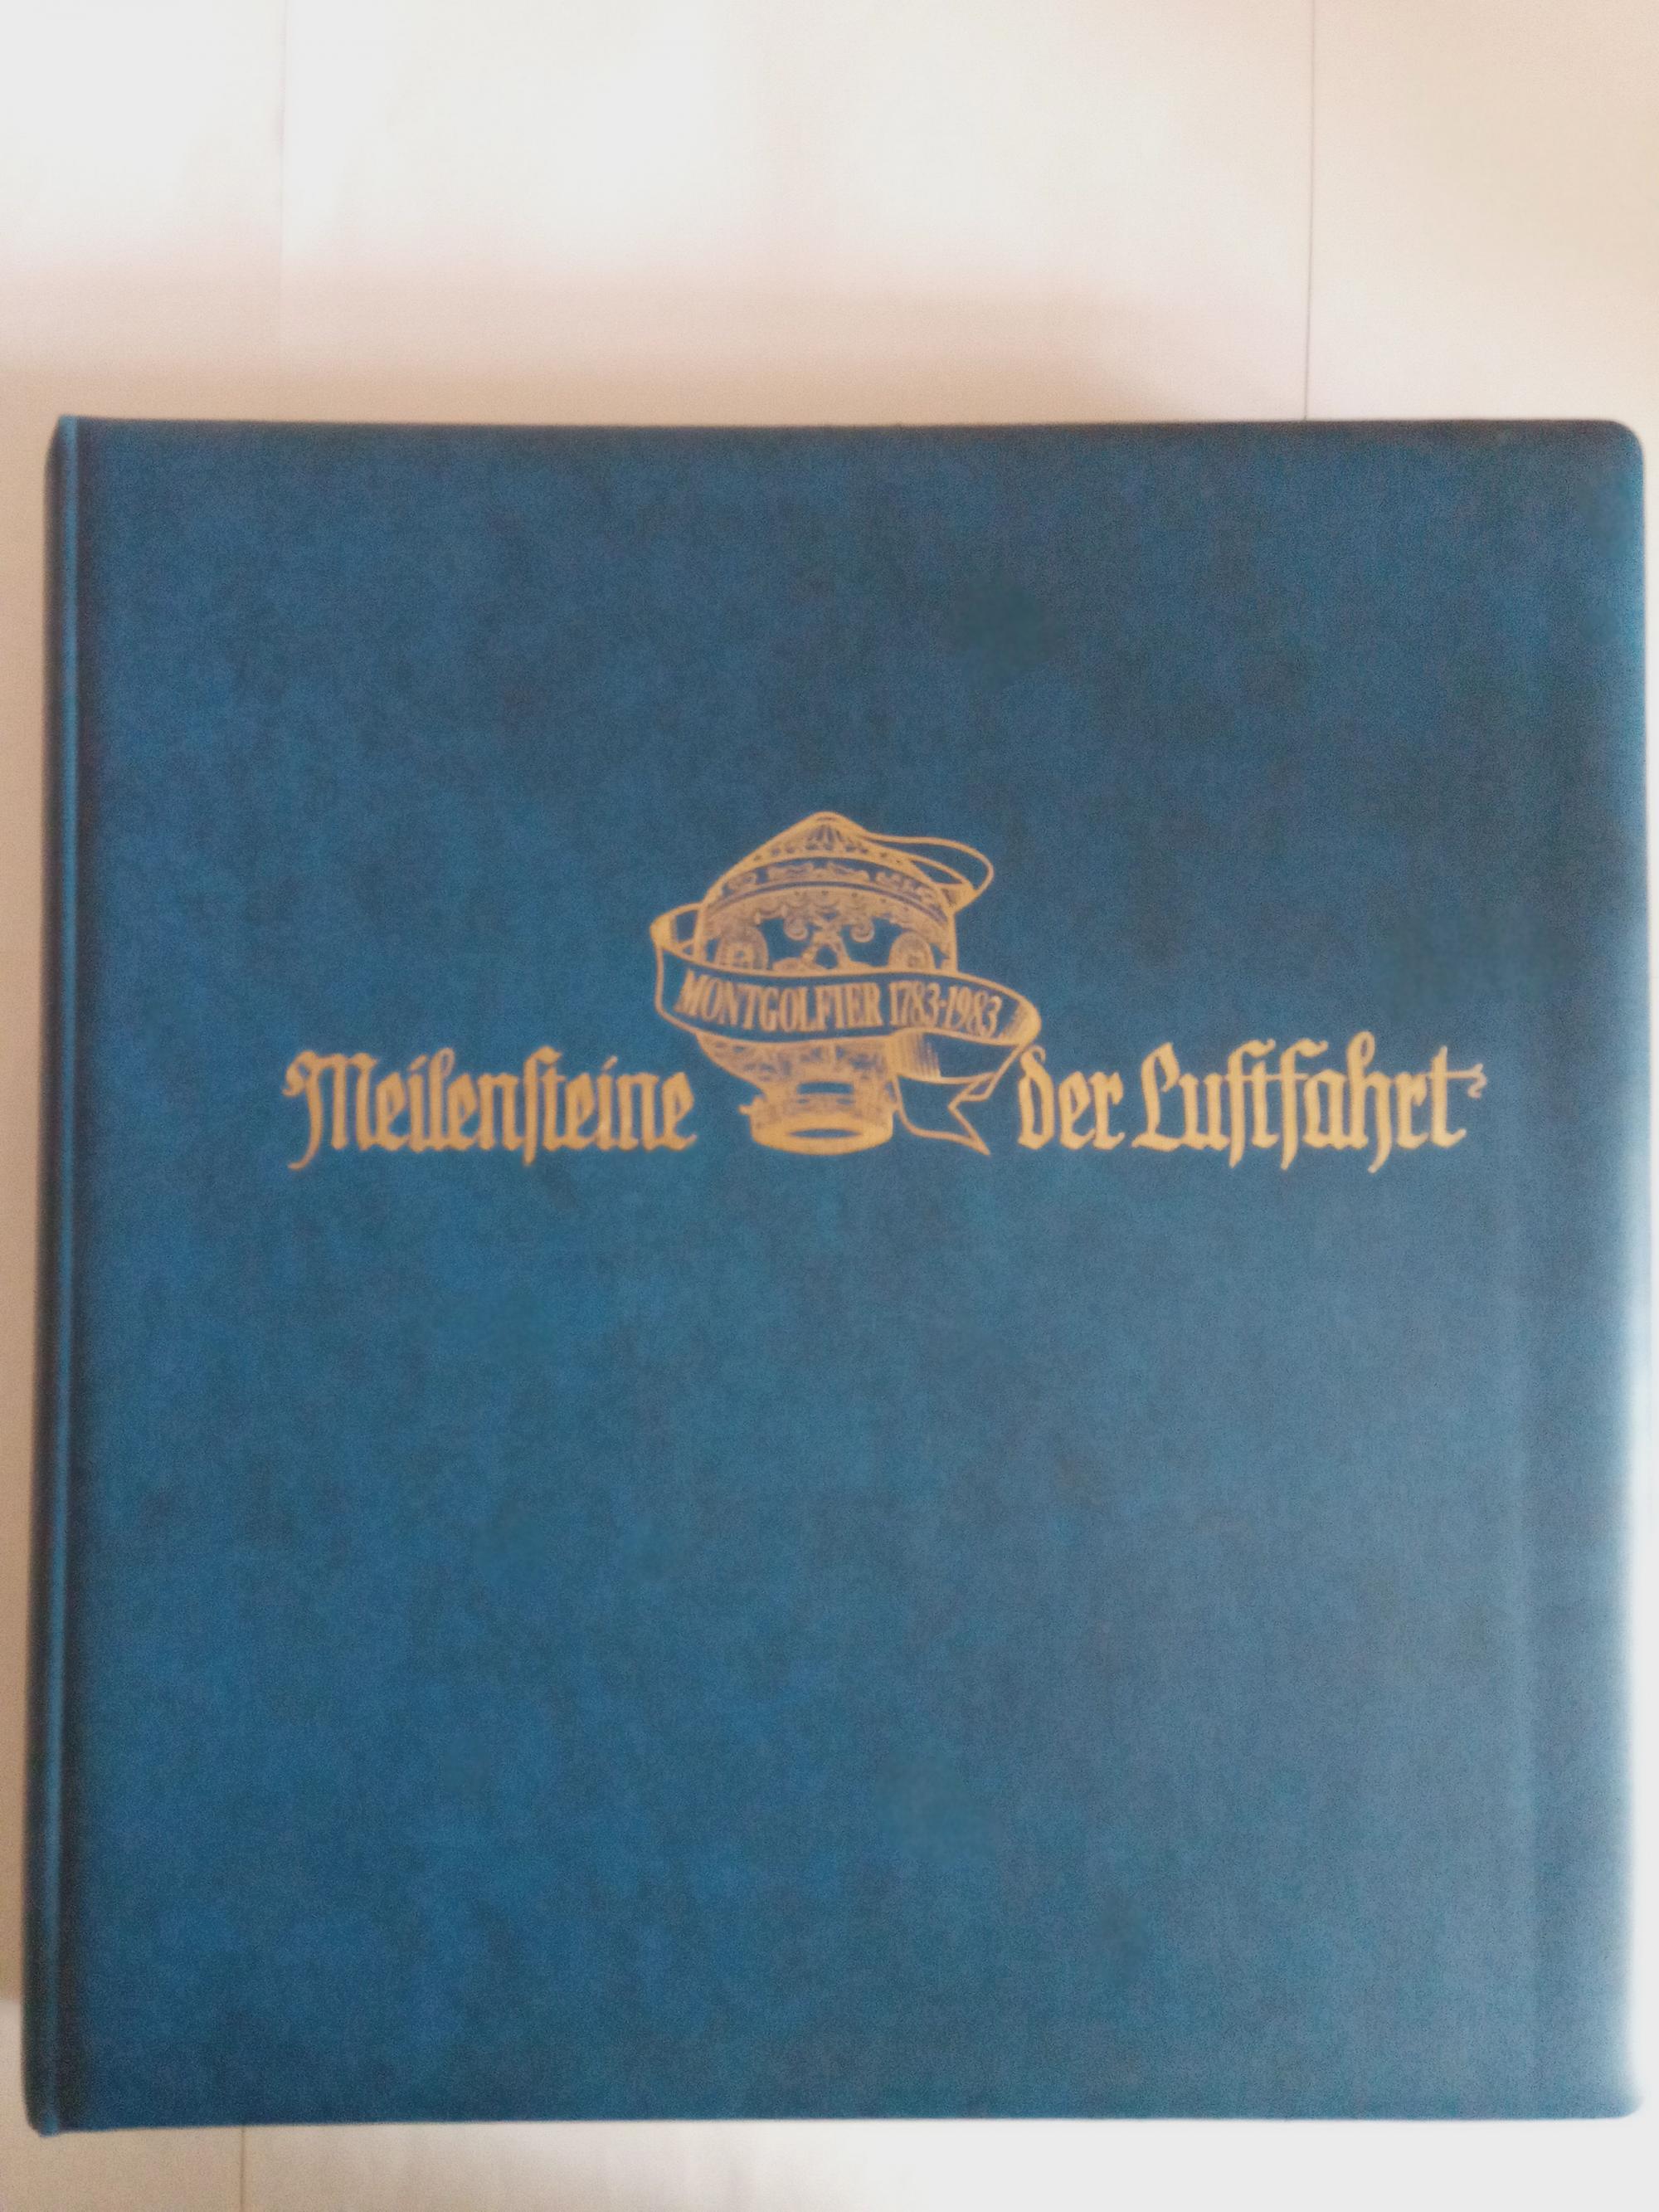 MONTGOLFIER 1783-1983
Meilensteine der Luftfahrt